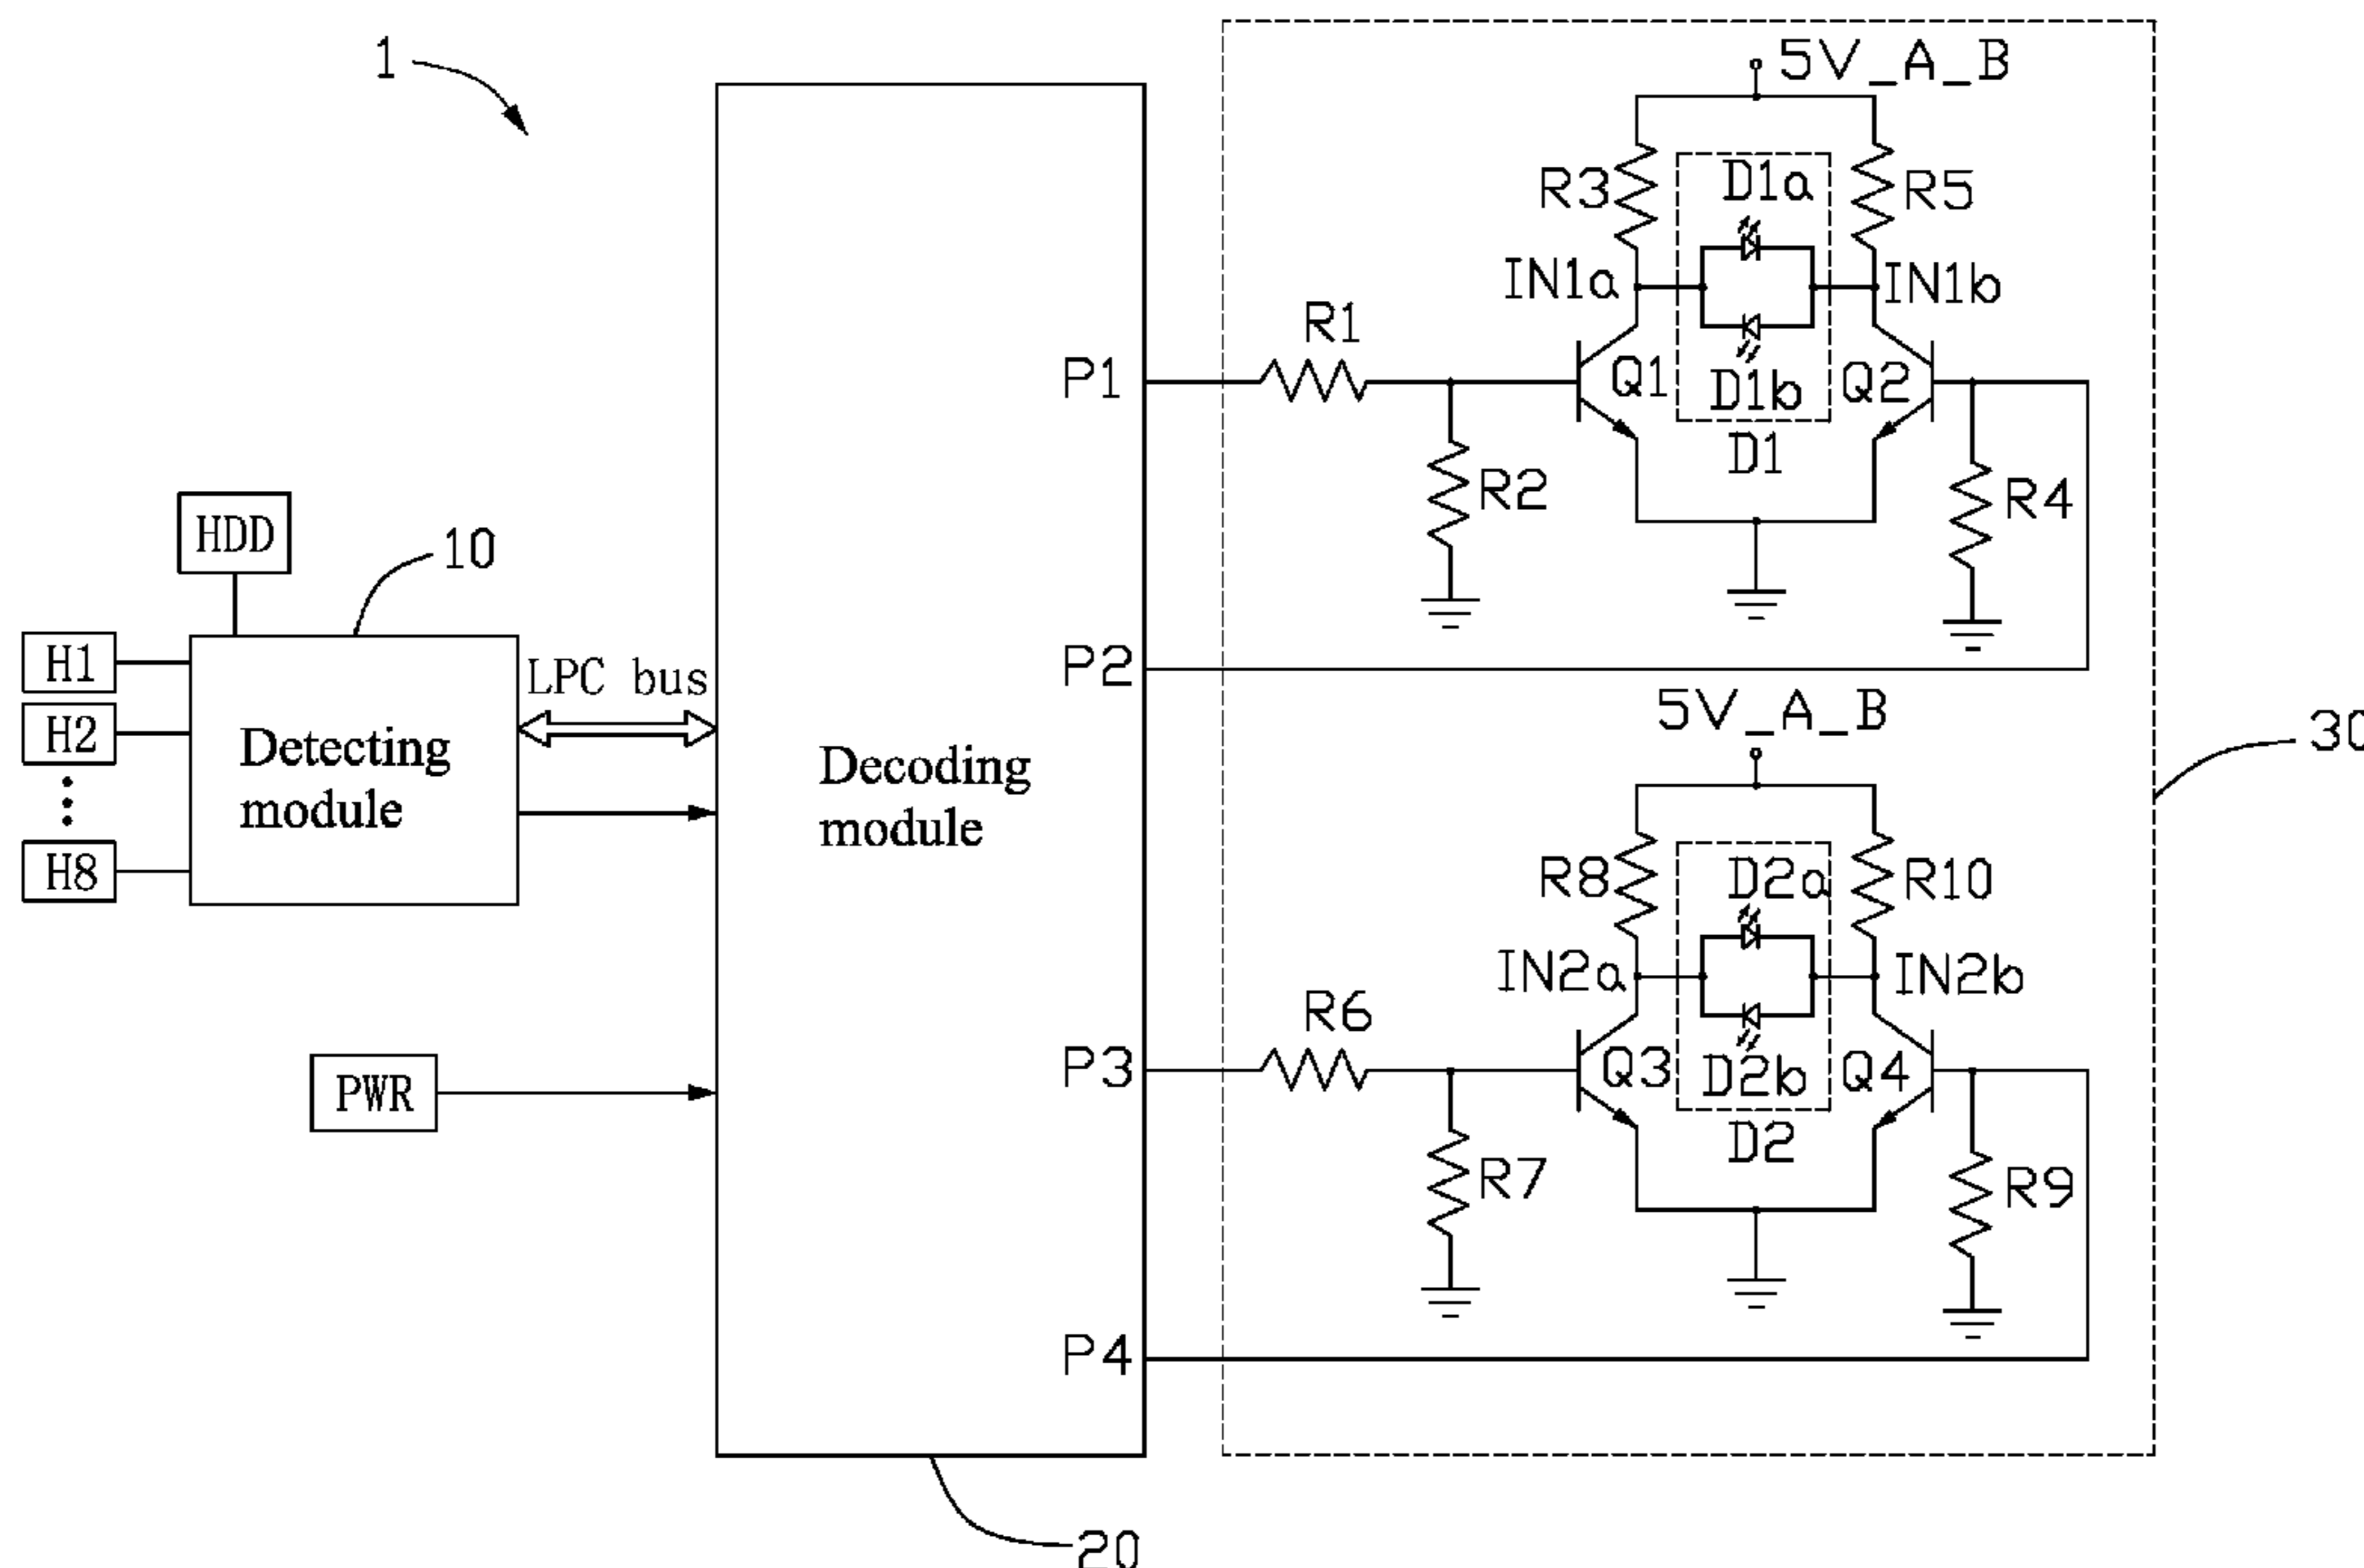 1
5V_A_B
R3
D1a
R5
IN1a
IN1b
R1
P1
Q1
D1b
Q2
D1
R2
R4
HDD
10
H1
LPC bus
P2
H2
Detecting
module
5V_A_B
30
Decoding
module
H8
R8
D2a
R10
IN2a
IN2b
R6
P3
Q3
D2b
Q4
PWR
D2
R7
R9
P4
20